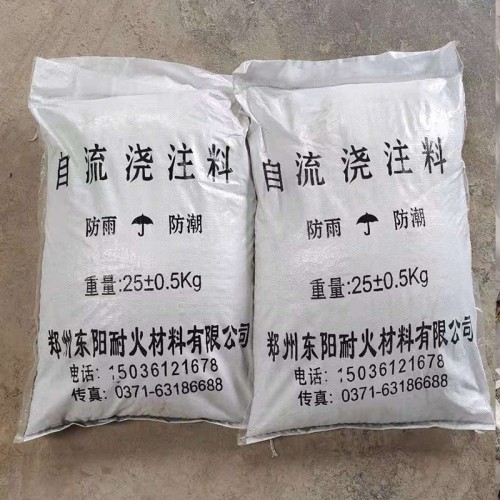 自流浇注料
防雨 防潮
重量:25±0.5Kg
郑州东阳耐火材料有限公司
电话: 15036121678
传真: 0371-63186688
自流浇注料
防雨 防潮
重量:25±0.5Kg
郑州东阳耐火材料有限公司
电话: 15036121678
传真: 0371-63186688